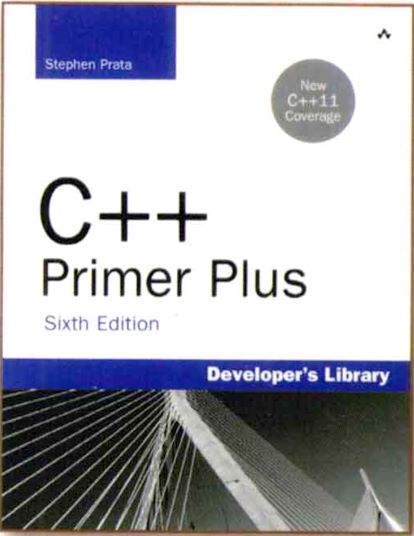 Stephen Prata
New
C++11
Coverage
C++
Primer Plus
Sixth Edition
Developer's Library